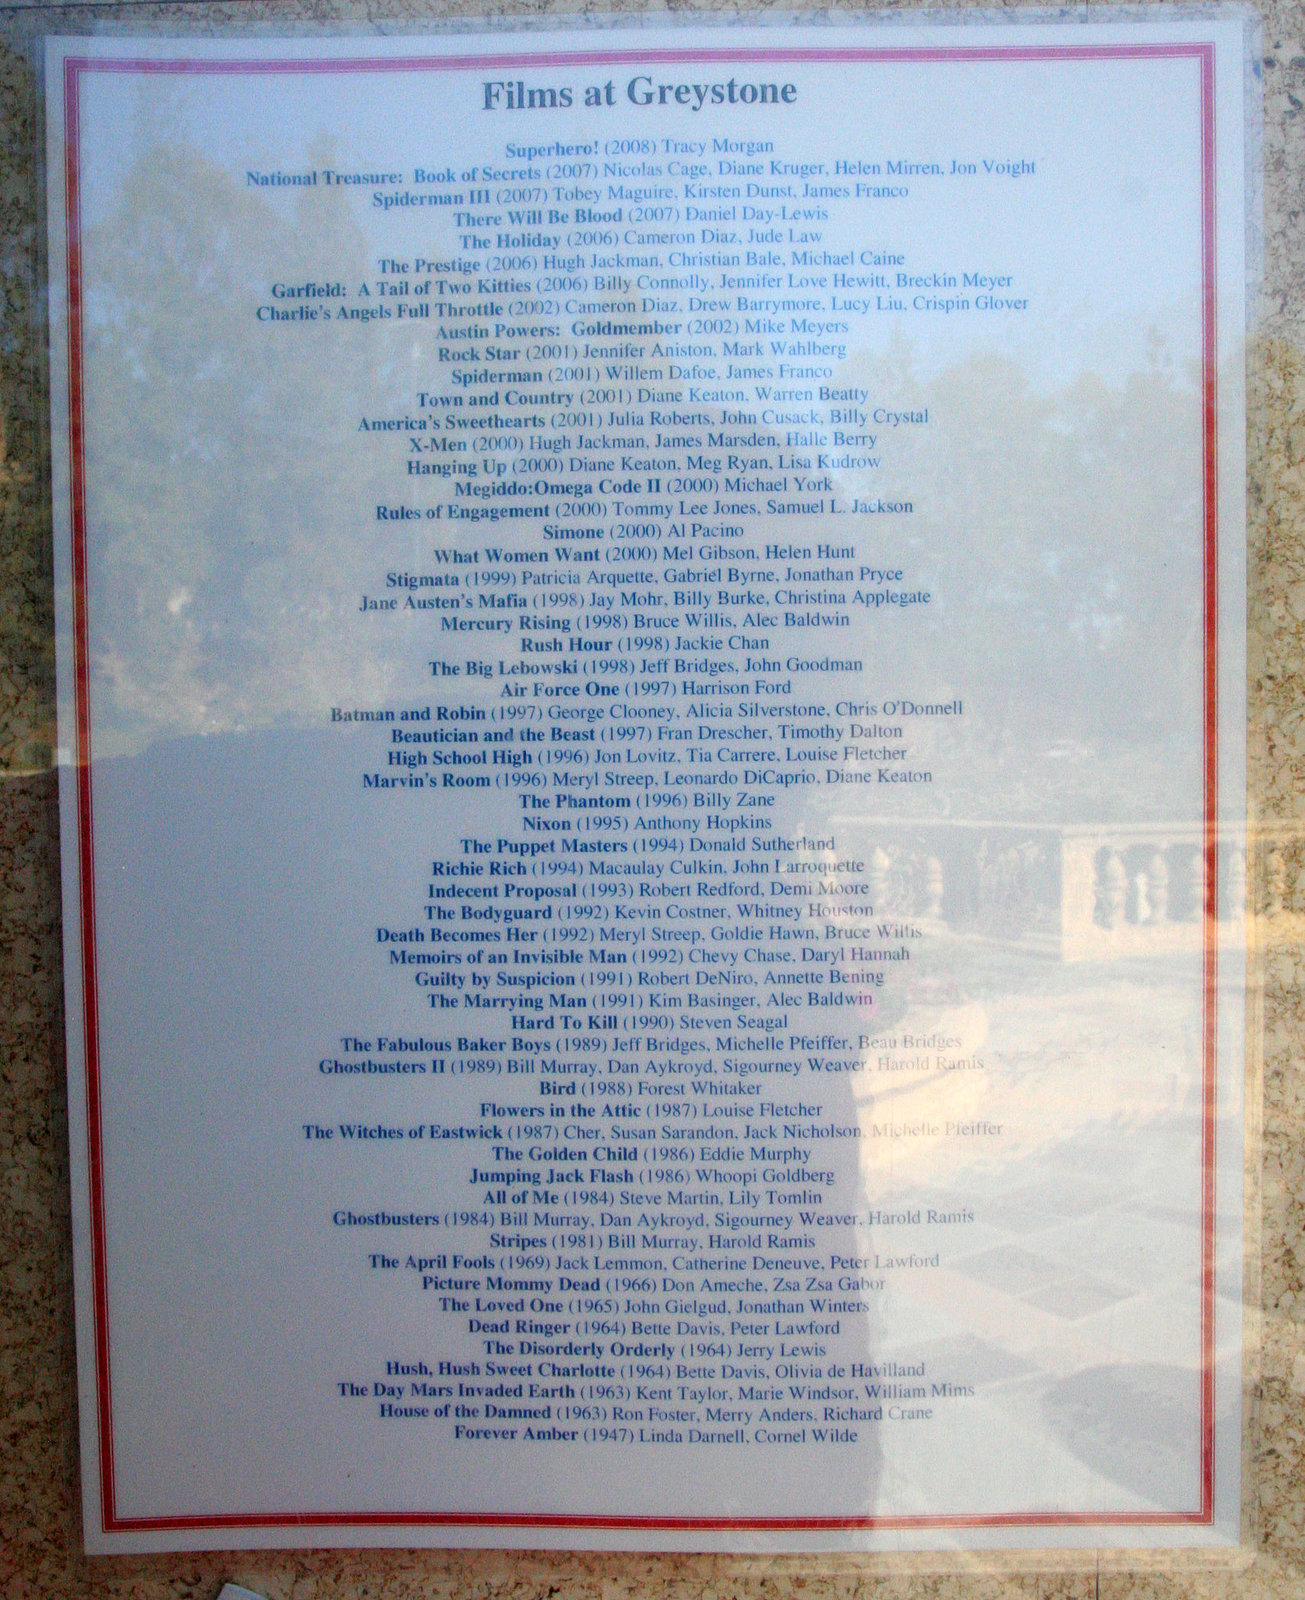 Films at Greystone
Superhero! (2008) Tracy Morgan
National Treasure: Book of Secrets (2007) Nicolas Cage, Diane Kruger, Helen Mirren, Jon Voight
Spiderman III (2007) Tobey Maguire, Kirsten Dunst, James Franco
There Will Be Blood (2007) Daniel Day-Lewis
The Holiday (2006) Cameron Diaz, Jude Law
The Prestige (2006) Hugh Jackman, Christian Bale, Michael Caine
Garfield: A Tail of Two Kitties (2006) Billy Connolly, Jennifer Love Hewitt, Breckin Meyer
Charlie's Angels Full Throttle (2002) Cameron Diaz, Drew Barrymore, Lucy Liu, Crispin Glover
Austin Powers: Goldmember (2002) Mike Meyers
Rock Star (2001) Jennifer Aniston, Mark Wahlberg
Spiderman (2001) Willem Dafoe, James Franco
Town and Country (2001) Diane Keaton, Warren Beatty
America's Sweethearts (2001) Julia Roberts, John Cusack, Billy Crystal
X-Men (2000) Hugh Jackman, James Marsden, Halle Berry
Hanging Up (2000) Diane Keaton, Meg Ryan, Lisa Kudrow
Megiddo:Omega Code II (2000) Michael York
Rules of Engagement (2000) Tommy Lee Jones, Samuel L. Jackson
Simone (2000) Al Pacino
What Women Want (2000) Mel Gibson, Helen Hunt
Stigmata (1999) Patricia Arquette, Gabriel Byrne, Jonathan Pryce
Jane Austen's Mafia (1998) Jay Mohr, Billy Burke, Christina Applegate
Mercury Rising (1998) Bruce Willis, Alec Baldwin
Rush Hour (1998) Jackie Chan
The Big Lebowski (1998) Jeff Bridges, John Goodman
Air Force One (1997) Harrison Ford
Batman and Robin (1997) George Clooney, Alicia Silverstone, Chris O'Donnell
Beautician and the Beast (1997) Fran Drescher, Timothy Dalton
High School High (1996) Jon Lovitz, Tia Carrere, Louise Fletcher
Marvin's Room (1996) Meryl Streep, Leonardo DiCaprio, Diane Keaton
The Phantom (1996) Billy Zane
Nixon (1995) Anthony Hopkins
The Puppet Masters (1994) Donald Sutherland
Richie Rich (1994) Macaulay Culkin, John Larroquette
Indecent Proposal (1993) Robert Redford, Demi Moore
The Bodyguard (1992) Kevin Costner, Whitney Houston
Death Becomes Her (1992) Meryl Streep, Goldie Hawn, Bruce Willis
Memoirs of an Invisible Man (1992) Chevy Chase, Daryl Hannah
Guilty by Suspicion (1991) Robert DeNiro, Annette Bening
The Marrying Man (1991) Kim Basinger, Alec Baldwin
Hard To Kill (1990) Steven Seagal
The Fabulous Baker Boys (1989) Jeff Bridges, Michelle Pfeiffer, Beau Bridges
Ghostbusters II (1989) Bill Murray, Dan Aykroyd, Sigourney Weaver, Harold Ramis
Bird (1988) Forest Whitaker
Flowers in the Attic (1987) Louise Fletcher
The Witches of Eastwick (1987) Cher, Susan Sarandon, Jack Nicholson, Michelle Pfeiffer
The Golden Child (1986) Eddie Murphy
Jumping Jack Flash (1986) Whoopi Goldberg
All of Me (1984) Steve Martin, Lily Tomlin
Ghostbusters (1984) Bill Murray, Dan Aykroyd, Sigourney Weaver, Harold Ramis
Stripes (1981) Bill Murray, Harold Ramis
The April Fools (1969) Jack Lemmon, Catherine Deneuve, Peter Lawford
Picture Mommy Dead (1966) Don Ameche, Zsa Zsa Gabor
The Loved One (1965) John Gielgud, Jonathan Winters
Dead Ringer (1964) Bette Davis, Peter Lawford
The Disorderly Orderly (1964) Jerry Lewis
Hush, Hush Sweet Charlotte (1964) Bette Davis, Olivia de Havilland
The Day Mars Invaded Earth (1963) Kent Taylor, Marie Windsor, William Mims
House of the Damned (1963) Ron Foster, Merry Anders, Richard Crane
Forever Amber (1947) Linda Darnell, Cornel Wilde